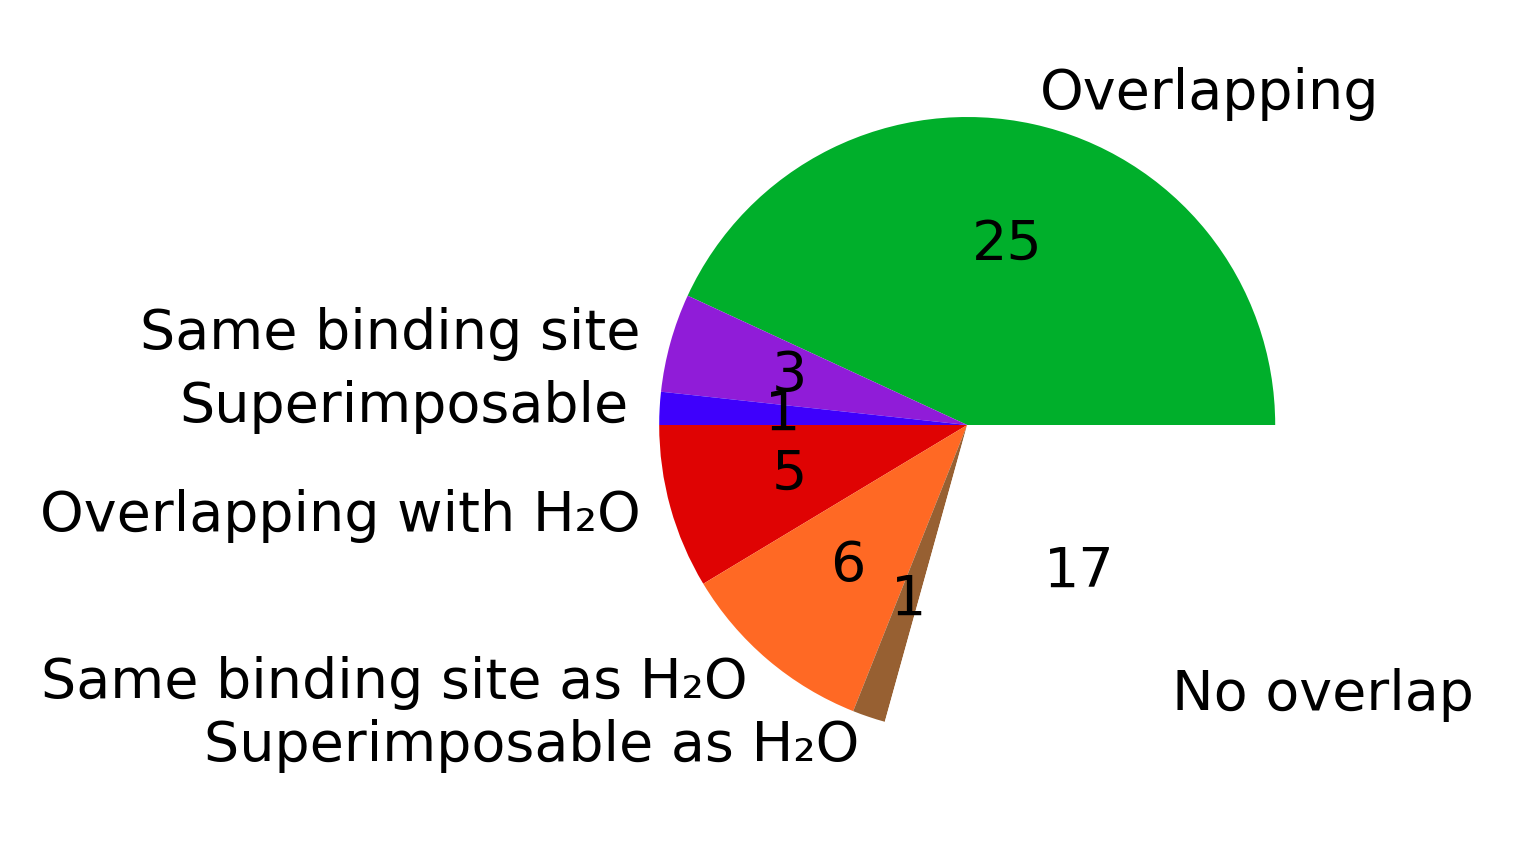 Overlapping
25
Same binding site
3
Superimposable
1
5
Overlapping with H₂O
6
17
1
Same binding site as H₂O
No overlap
Superimposable as H₂O